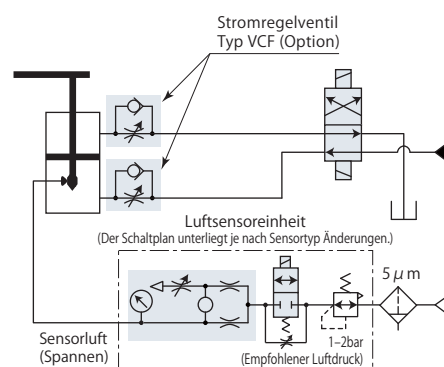 Stromregelventil
Typ VCF (Option)
Luftsensoreinheit
(Der Schaltplan unterliegt je nach Sensortyp Änderungen.)
5 μ m
Sensorluft
(Spannen)
1–2bar
(Empfohlener Luftdruck)